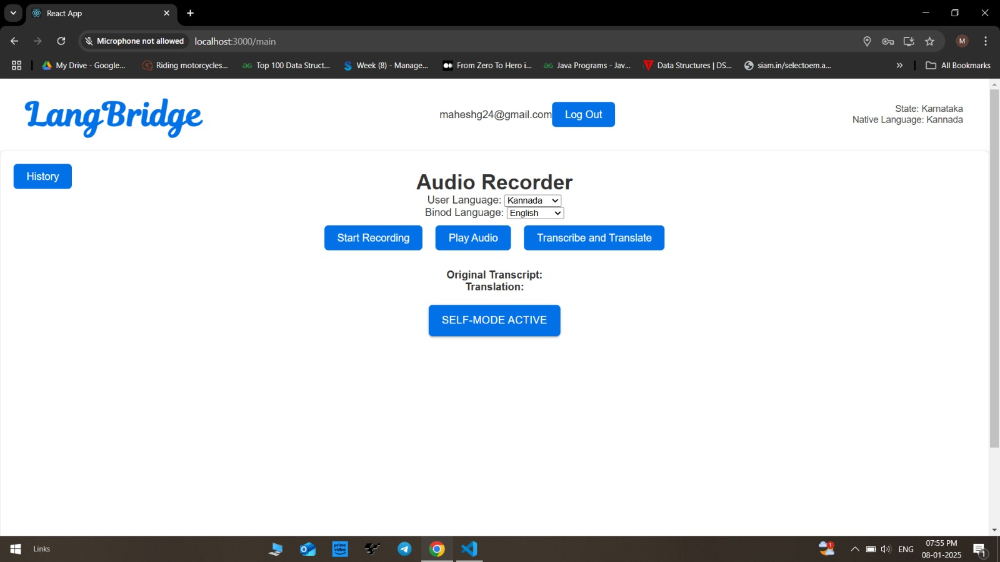 React App
Microphone not allowed localhost:3000/main
M
My Drive - Google... Riding motorcycles... Top 100 Data Struct... Week (8) - Manage... From Zero To Hero i... Java Programs - Jav... Data Structures | DS... siam.in/selectoem.a... » All Bookmarks
LangBridge
maheshg24@gmail.com Log Out
State: Karnataka
Native Language: Kannada
History
Audio Recorder
User Language: Kannada
Binod Language: English
Start Recording Play Audio Transcribe and Translate
Original Transcript:
Translation:
SELF-MODE ACTIVE
Links prime video 1 ENG 07:55 PM
08-01-2025 1